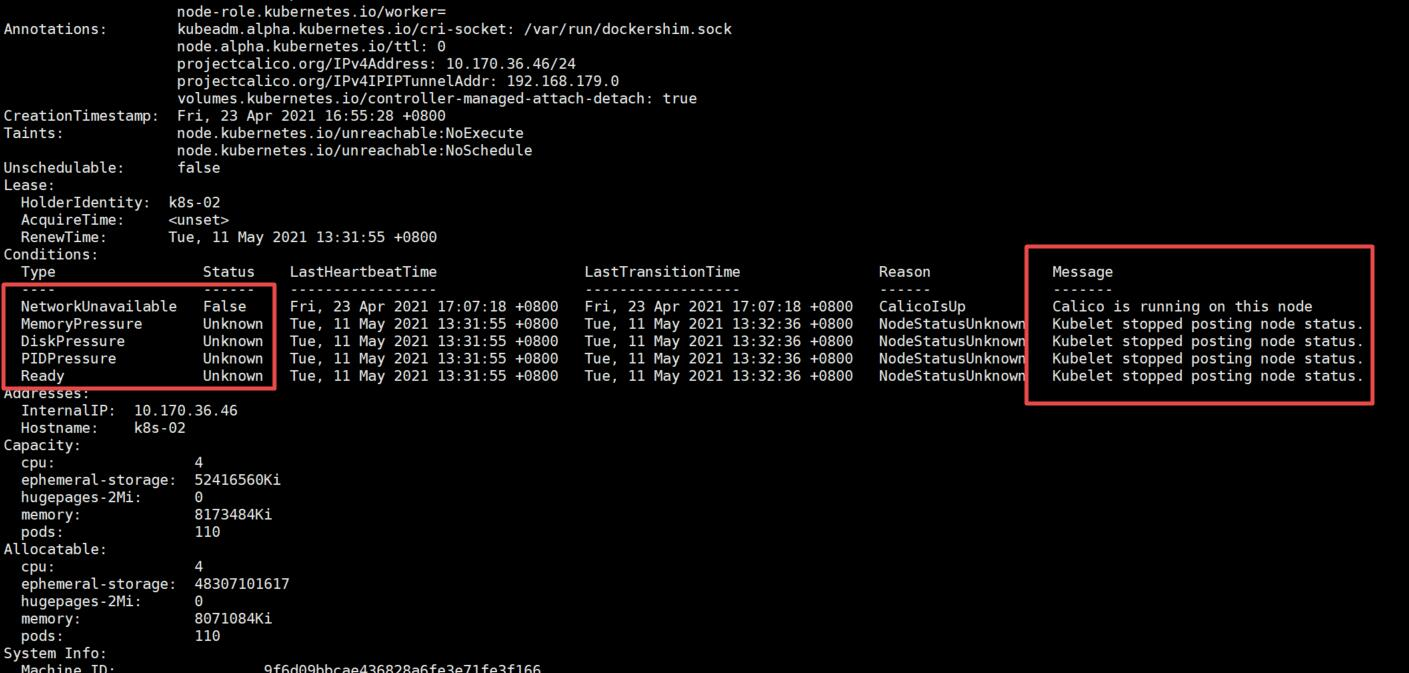 node-role.kubernetes.io/worker=
Annotations:        kubeadm.alpha.kubernetes.io/cri-socket: /var/run/dockershim.sock
node.alpha.kubernetes.io/ttl: 0
projectcalico.org/IPv4Address: 10.170.36.46/24
projectcalico.org/IPv4IPIPTunnelAddr: 192.168.179.0
volumes.kubernetes.io/controller-managed-attach-detach: true
CreationTimestamp:  Fri, 23 Apr 2021 16:55:28 +0800
Taints:             node.kubernetes.io/unreachable:NoExecute
node.kubernetes.io/unreachable:NoSchedule
Unschedulable:      false
Lease:
HolderIdentity:  k8s-02
AcquireTime:     <unset>
RenewTime:       Tue, 11 May 2021 13:31:55 +0800
Conditions:
Type                 Status   LastHeartbeatTime                 LastTransitionTime                Reason              Message
----                 ------   -----------------                 ------------------                ------              -------
NetworkUnavailable   False    Fri, 23 Apr 2021 17:07:18 +0800   Fri, 23 Apr 2021 17:07:18 +0800   CalicoIsUp          Calico is running on this node
MemoryPressure       Unknown  Tue, 11 May 2021 13:31:55 +0800   Tue, 11 May 2021 13:32:36 +0800   NodeStatusUnknown   Kubelet stopped posting node status.
DiskPressure         Unknown  Tue, 11 May 2021 13:31:55 +0800   Tue, 11 May 2021 13:32:36 +0800   NodeStatusUnknown   Kubelet stopped posting node status.
PIDPressure          Unknown  Tue, 11 May 2021 13:31:55 +0800   Tue, 11 May 2021 13:32:36 +0800   NodeStatusUnknown   Kubelet stopped posting node status.
Ready                Unknown  Tue, 11 May 2021 13:31:55 +0800   Tue, 11 May 2021 13:32:36 +0800   NodeStatusUnknown   Kubelet stopped posting node status.
Addresses:
InternalIP:  10.170.36.46
Hostname:    k8s-02
Capacity:
cpu:                4
ephemeral-storage:  52416560Ki
hugepages-2Mi:      0
memory:             8173484Ki
pods:               110
Allocatable:
cpu:                4
ephemeral-storage:  48307101617
hugepages-2Mi:      0
memory:             8071084Ki
pods:               110
System Info:
Machine ID:                 9f6d09bbcae436828a6fe3e71fe3f166